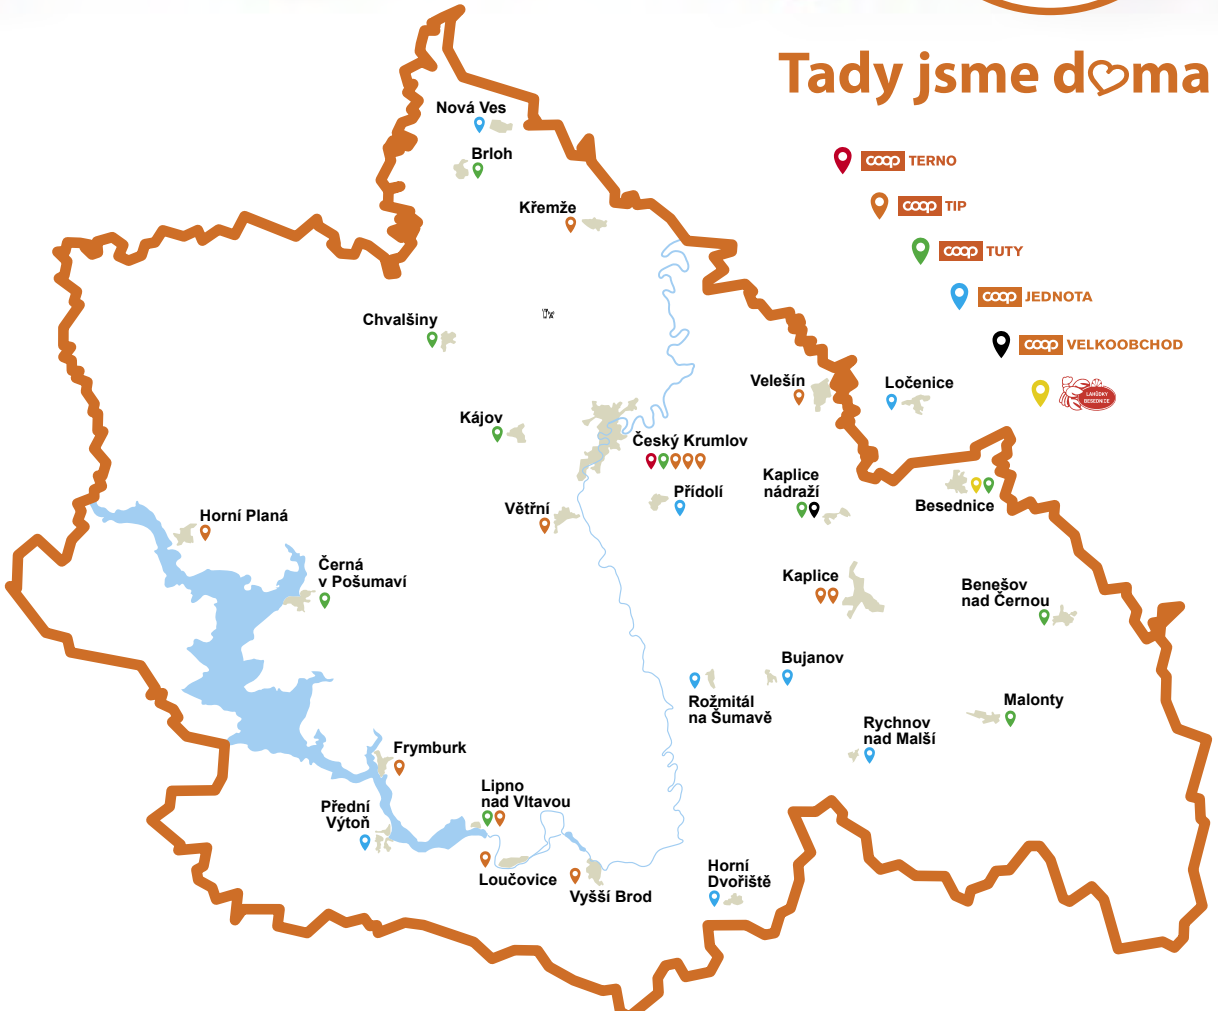 Tady jsme doma
coop TERNO
coop TIP
coop TUTY
coop JEDNOTA
coop VELKOOBCHOD
LAHŮDKY
BESEDNICE
Nová Ves
Brloh
Křemže
Chvalšiny
Velešín
Ločenice
Kájov
Český Krumlov
Kaplice
nádraží
Přídolí
Besednice
Větřní
Horní Planá
Černá
v Pošumaví
Kaplice
Benešov
nad Černou
Bujanov
Rožmitál
na Šumavě
Malonty
Rychnov
nad Malší
Frymburk
Lipno
nad Vltavou
Přední
Výtoň
Loučovice
Vyšší Brod
Horní
Dvořiště